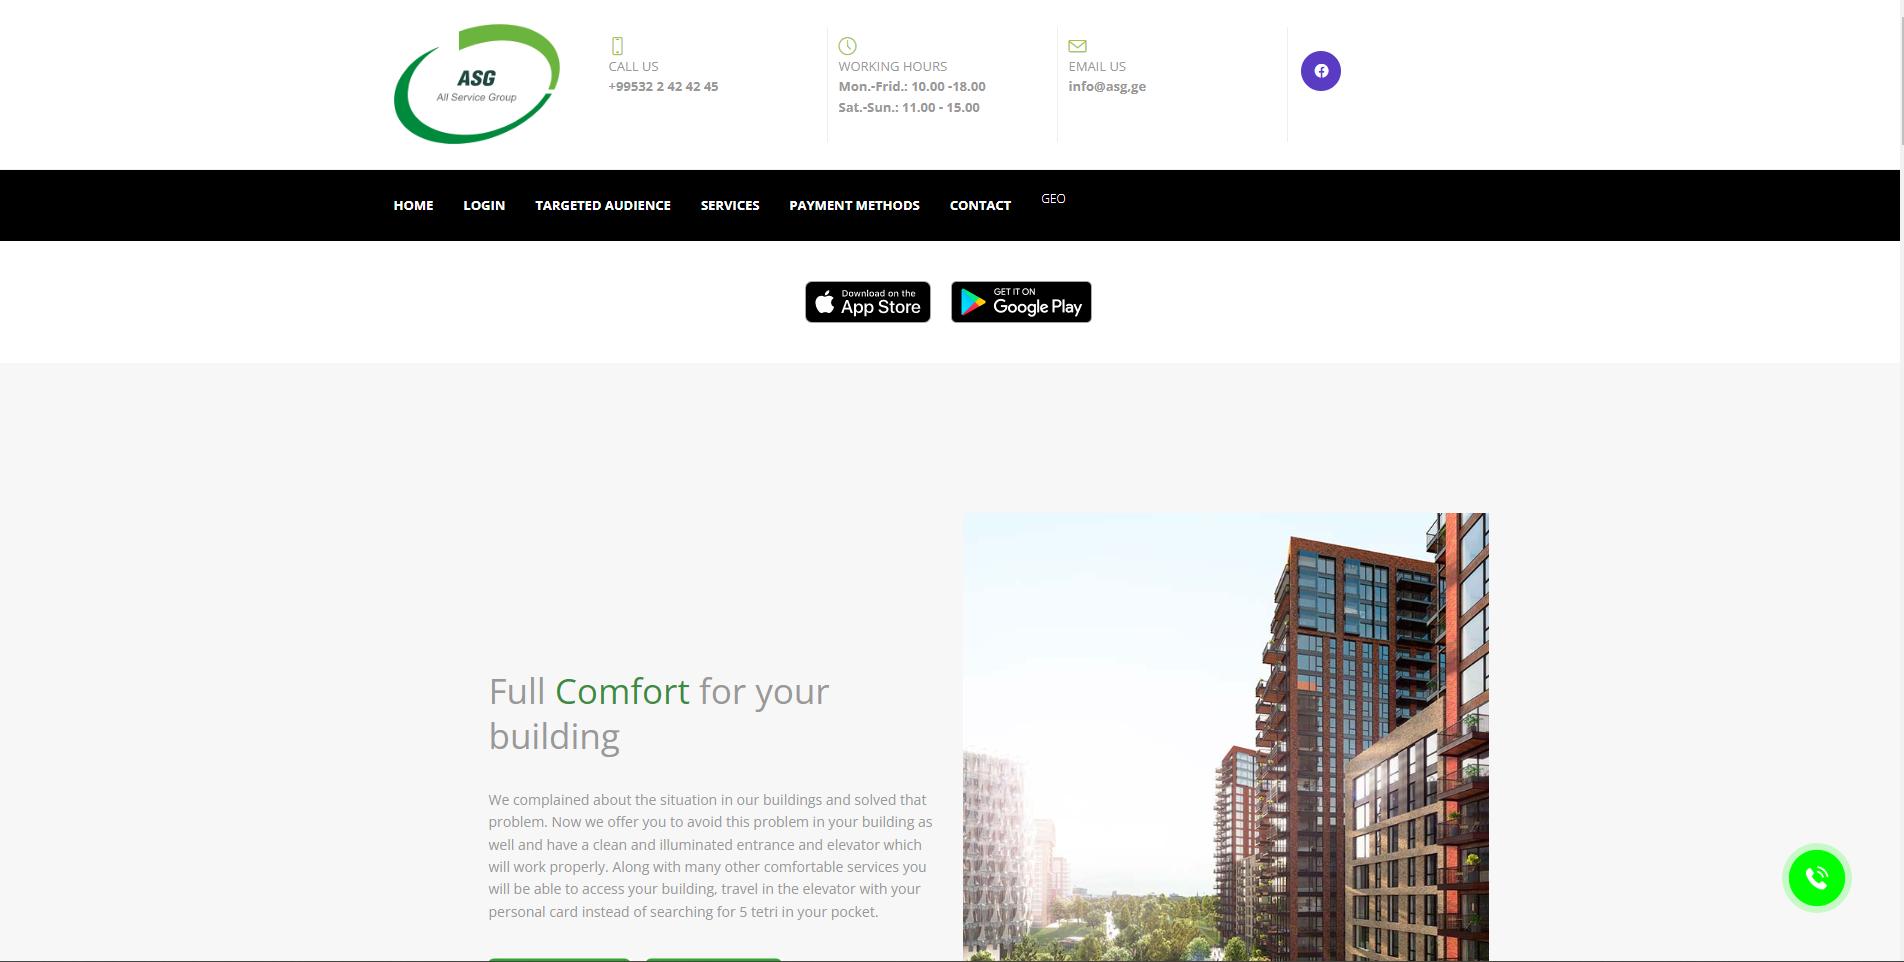 ASG
All Service Group
CALL US
+99532 2 42 42 45
WORKING HOURS
Mon.-Frid.: 10.00 -18.00
Sat.-Sun.: 11.00 - 15.00
EMAIL US
info@asg.ge
HOME LOGIN TARGETED AUDIENCE SERVICES PAYMENT METHODS CONTACT GEO
Download on the
App Store
GET IT ON
Google Play
Full Comfort for your
building
We complained about the situation in our buildings and solved that
problem. Now we offer you to avoid this problem in your building as
well and have a clean and illuminated entrance and elevator which
will work properly. Along with many other comfortable services you
will be able to access your building, travel in the elevator with your
personal card instead of searching for 5 tetri in your pocket.